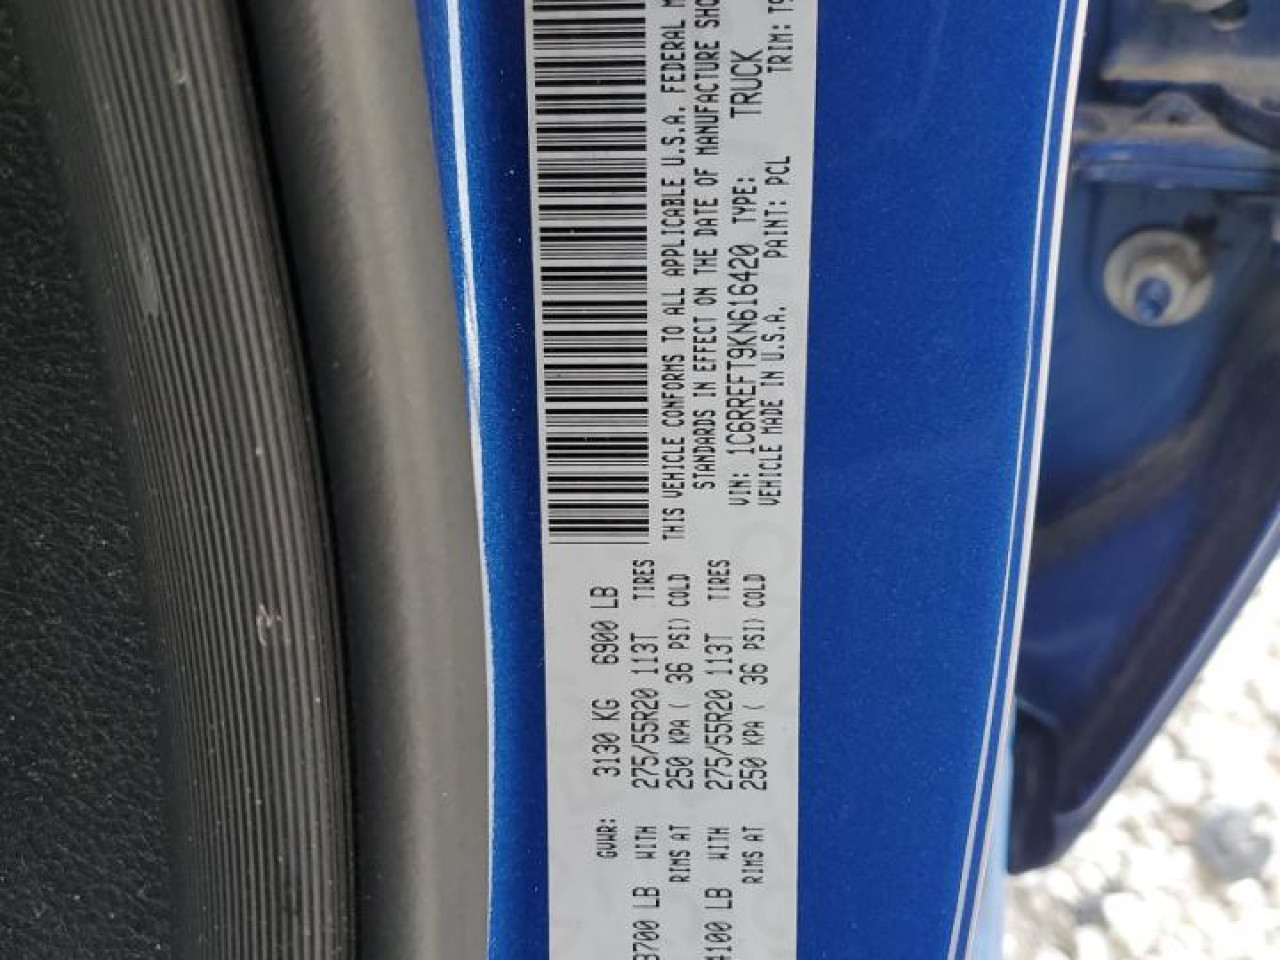 GVWR: 3130 KG 6900 LB
3700 LB WITH 275/55R20 113T TIRES
RIMS AT 250 KPA ( 36 PSI) COLD
4100 LB WITH 275/55R20 113T TIRES
RIMS AT 250 KPA ( 36 PSI) COLD
THIS VEHICLE CONFORMS TO ALL APPLICABLE U.S.A. FEDERAL M
STANDARDS IN EFFECT ON THE DATE OF MANUFACTURE SHO
VIN: 1C6RREFT9KN616420 TYPE: TRUCK
VEHICLE MADE IN U.S.A. PAINT: PCL TRIM: T9